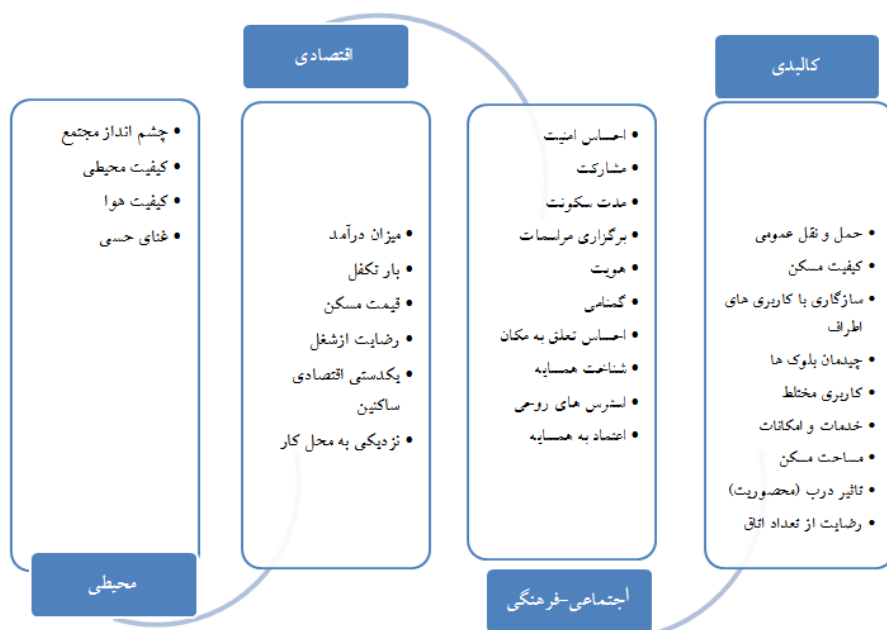 کالبدی
• حمل و نقل عمومی
• کیفیت مسکن
• سازگاری با کاربری های
اطراف
• چیدمان بلوک ها
• کاربری مختلط
• خدمات و امکانات
• مساحت مسکن
• تاثیر درب (محصوریت)
• رضایت از تعداد اتاق
• احساس امنیت
• مشارکت
• مدت سکونت
• برگزاری مراسمات
• هویت
• گمنامی
• احساس تعلق به مکان
• شناخت همسایه
• استرس های روحی
• اعتماد به همسایه
اجتماعی-فرهنگی
اقتصادی
• میزان درآمد
• بار تکفل
• قیمت مسکن
• رضایت ازشغل
• یکدستی اقتصادی
ساکنین
• نزدیکی به محل کار
• چشم انداز مجتمع
• کیفیت محیطی
• کیفیت هوا
• غنای حسی
محیطی